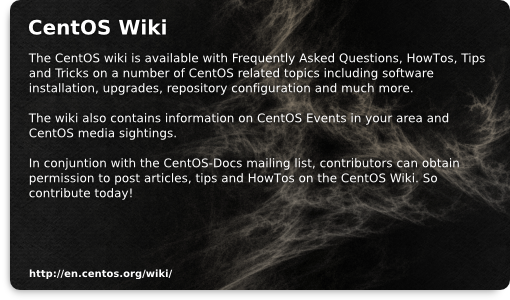 CentOS Wiki
The CentOS wiki is available with Frequently Asked Questions, HowTos, Tips
and Tricks on a number of CentOS related topics including software
installation, upgrades, repository configuration and much more.
The wiki also contains information on CentOS Events in your area and
CentOS media sightings.
In conjuntion with the CentOS-Docs mailing list, contributors can obtain
permission to post articles, tips and HowTos on the CentOS Wiki. So
contribute today!
http://en.centos.org/wiki/